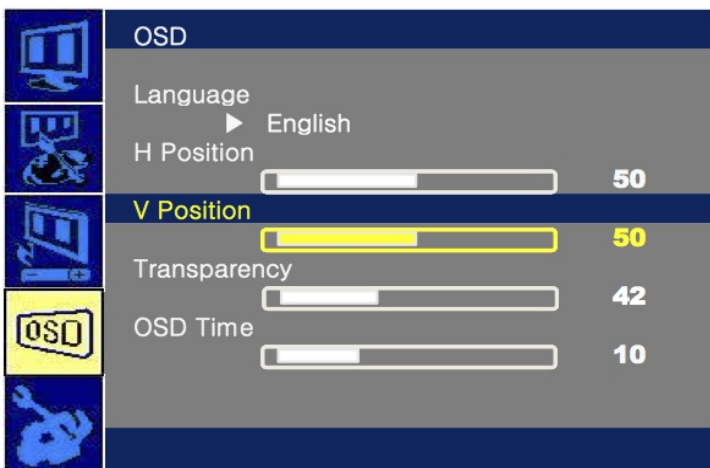 OSD
Language
English
H Position
50
V Position
50
Transparency
42
OSD Time
10
OSD